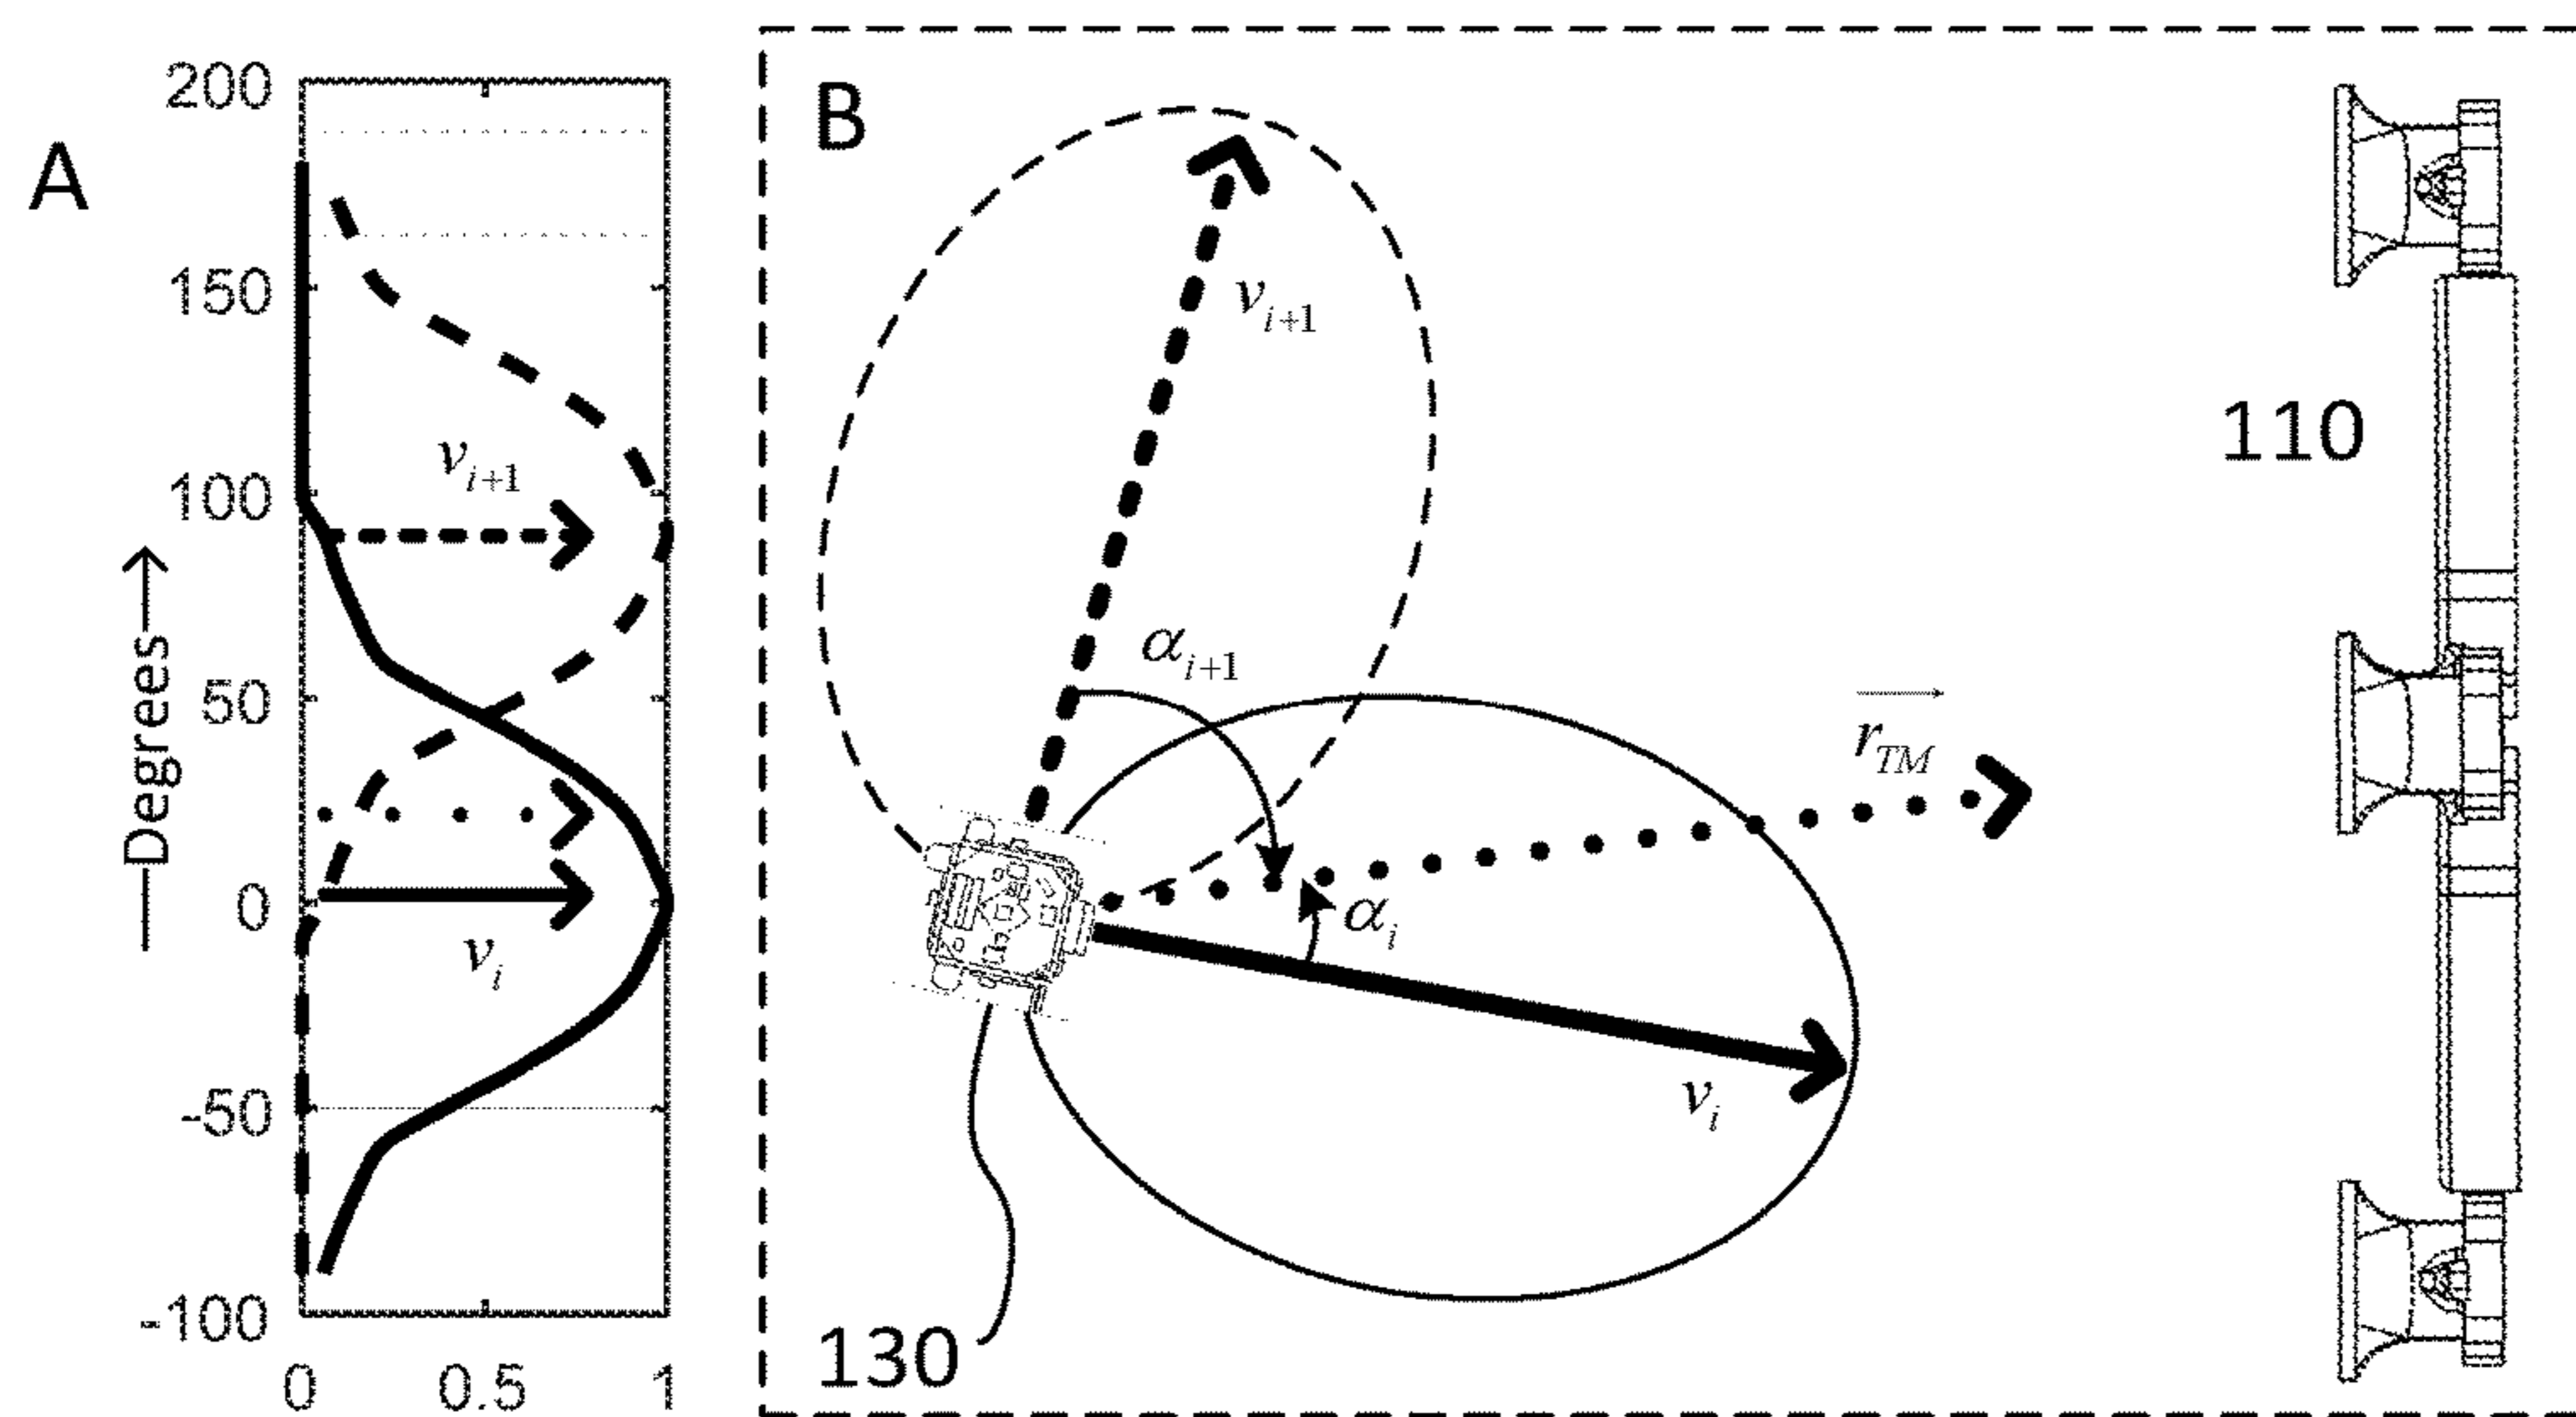 A
200
150
100
50
0
-50
-100
0 0.5 1
Degrees
v_{i+1}
v_i
B
v_{i+1}
α_{i+1}
α_i
r_{TM}
v_i
110
130